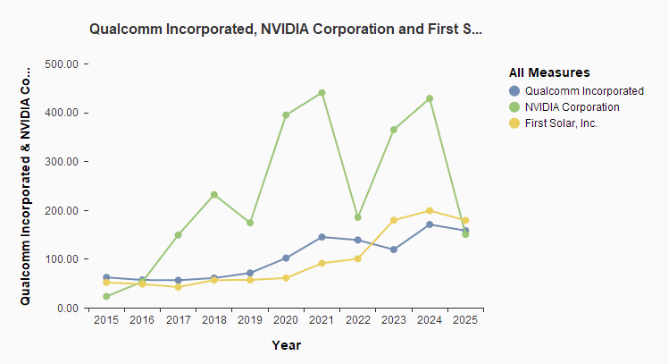 Qualcomm Incorporated, NVIDIA Corporation and First S...
Qualcomm Incorporated & NVIDIA Co...
500.00
400.00
300.00
200.00
100.00
0.00
2015 2016 2017 2018 2019 2020 2021 2022 2023 2024 2025
Year
All Measures
Qualcomm Incorporated
NVIDIA Corporation
First Solar, Inc.